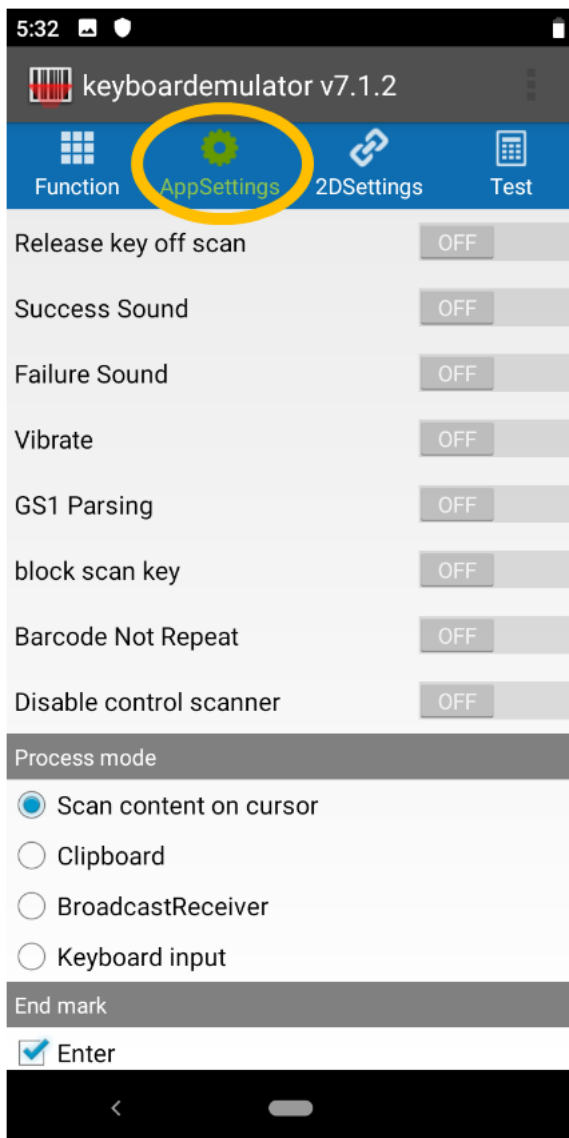 5:32
keyboardemulator v7.1.2
Function AppSettings 2DSettings Test
Release key off scan OFF
Success Sound OFF
Failure Sound OFF
Vibrate OFF
GS1 Parsing OFF
block scan key OFF
Barcode Not Repeat OFF
Disable control scanner OFF
Process mode
Scan content on cursor
Clipboard
BroadcastReceiver
Keyboard input
End mark
Enter